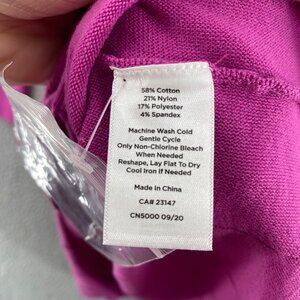 58% Cotton
21% Nylon
17% Polyester
4% Spandex
Machine Wash Cold
Gentle Cycle
Only Non-Chlorine Bleach
When Needed
Reshape, Lay Flat To Dry
Cool Iron If Needed
Made in China
CA# 23147
CN5000 09/20